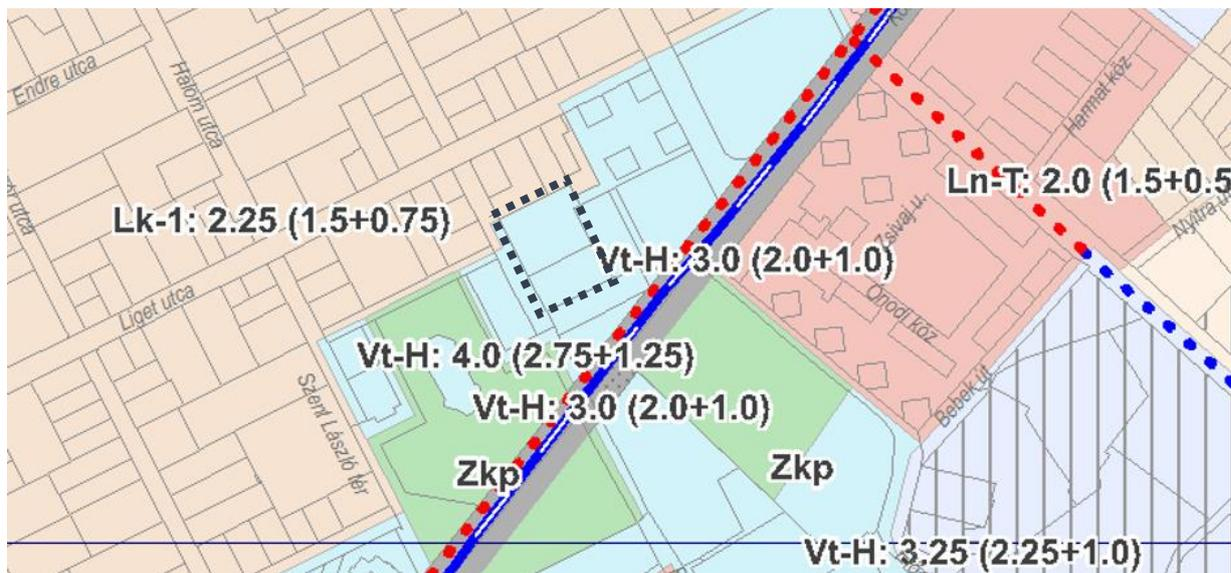 Endre utca
Halom utca
Harmat köz
Ln-T: 2.0 (1.5+0.5
Nyitra u.
Lk-1: 2.25 (1.5+0.75)
Zsivaj u.
Vt-H: 3.0 (2.0+1.0)
Liget utca
Ónodi köz
Vt-H: 4.0 (2.75+1.25)
Vt-H: 3.0 (2.0+1.0)
Bebek út
Szent László tér
Zkp
Zkp
Vt-H: 3.25 (2.25+1.0)